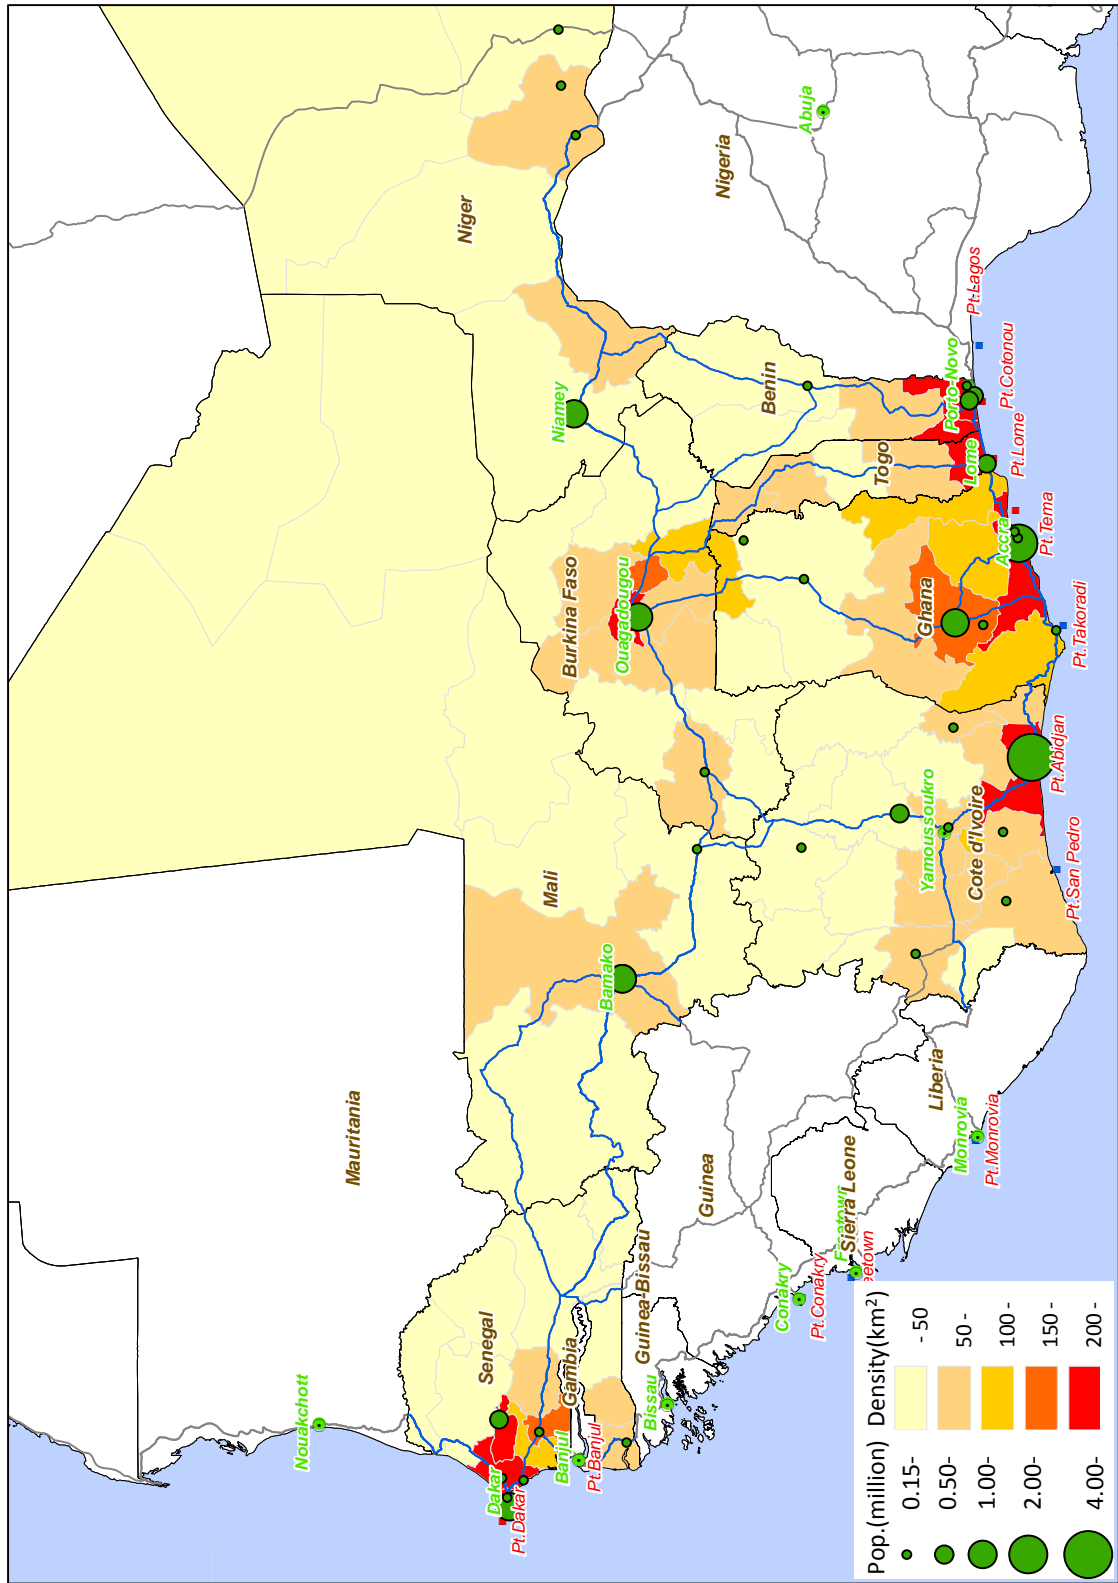 Niger
Abuja
Nigeria
Pt.Lagos
Niamey
Benin
Porto-Novo
Pt.Cotonou
Togo
Lome
Pt.Lome
Burkina Faso
Ouagadougou
Ghana
Accra
Pt.Tema
Pt.Takoradi
Mali
Bamako
Yamoussoukro
Cote d'Ivoire
Pt.Abidjan
Pt.San Pedro
Mauritania
Guinea
Liberia
Monrovia
Pt.Monrovia
Sierra Leone
Freetown
eetown
Nouakchott
Senegal
Gambia
Guinea-Bissau
Conakry
Pt.Conakry
Dakar
Pt.Dakar
Banjul
Pt.Banjul
Bissau
Pop.(million) Density(km²)
0.15- - 50
0.50- 50 -
1.00- 100 -
2.00- 150 -
4.00- 200 -